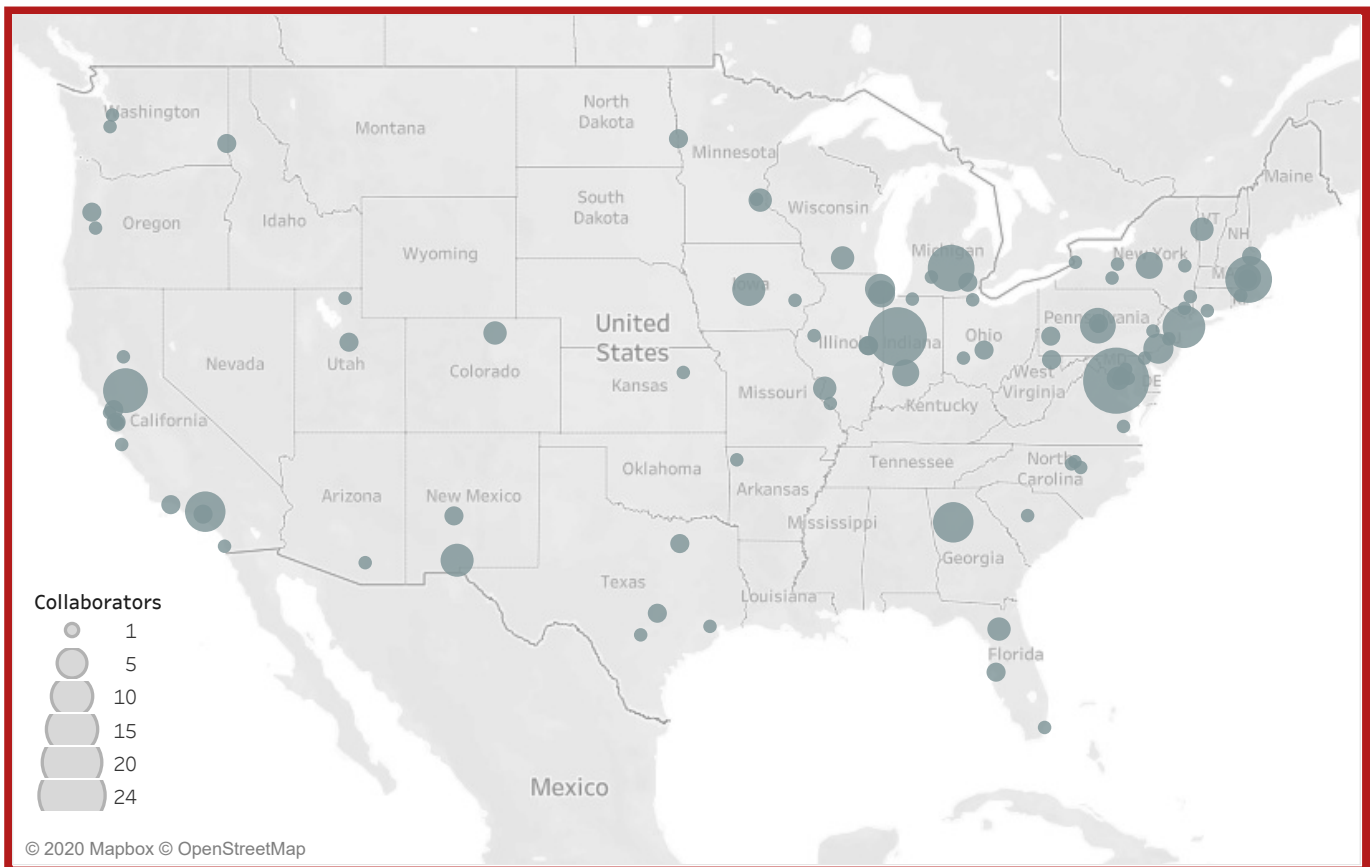 Washington
Montana
North
Dakota
Minnesota
Maine
Oregon
Idaho
South
Dakota
Wisconsin
VT
NH
Wyoming
Michigan
New York
Iowa
United
States
Nevada
Utah
Colorado
Illinois
Indiana
Ohio
Pennsylvania
MD
DE
Kansas
Missouri
West
Virginia
Kentucky
California
Oklahoma
Tennessee
North
Carolina
Arizona
New Mexico
Arkansas
Mississippi
Georgia
Texas
Louisiana
Florida
Mexico
Collaborators
1
5
10
15
20
24
© 2020 Mapbox © OpenStreetMap